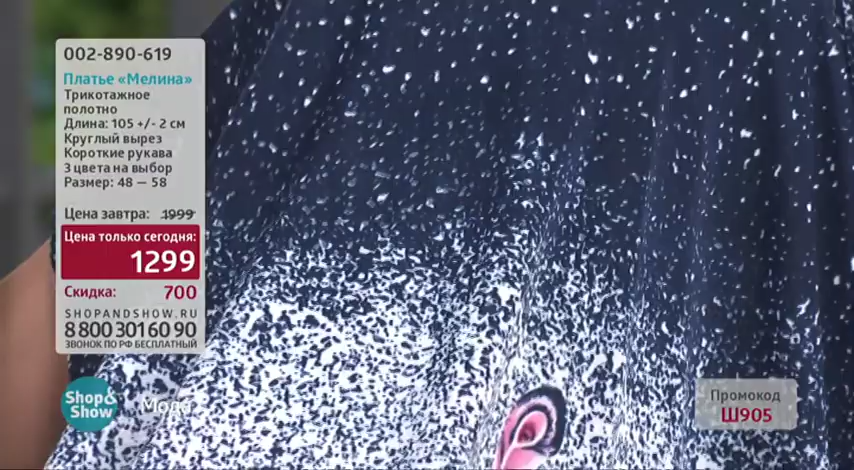 002-890-619
Платье «Мелина»
Трикотажное
полотно
Длина: 105 +/- 2 см
Круглый вырез
Короткие рукава
3 цвета на выбор
Размер: 48 — 58
Цена завтра: 1999
Цена только сегодня:
1299
Скидка: 700
SHOPANDSHOW.RU
8 800 301 60 90
ЗВОНОК ПО РФ БЕСПЛАТНЫЙ
Shop&
Show
Мода
Промокод
Ш905